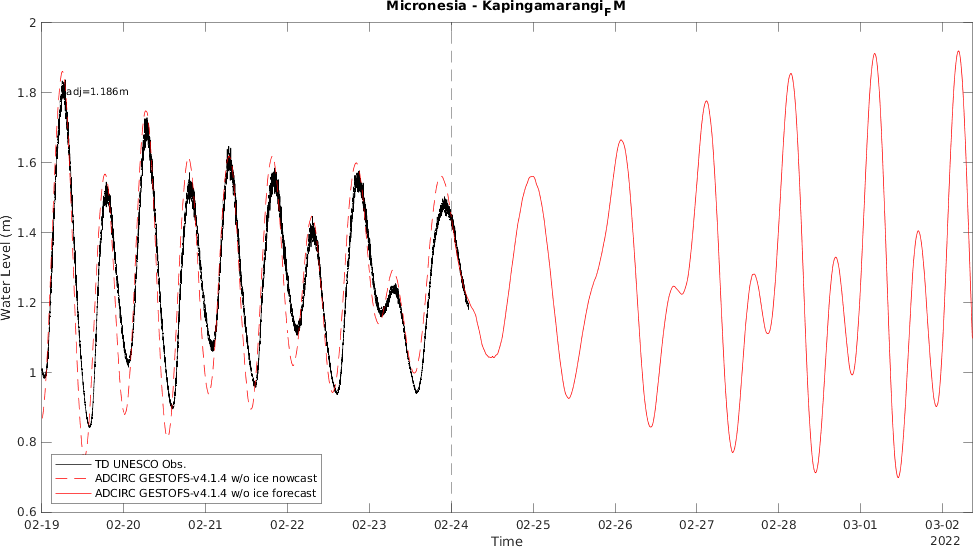 Micronesia - KapingamarangiFM
2
1.8
1.6
1.4
1.2
1
0.8
0.6
Water Level (m)
adj=1.186m
TD UNESCO Obs.
ADCIRC GESTOFS-v4.1.4 w/o ice nowcast
ADCIRC GESTOFS-v4.1.4 w/o ice forecast
02-19 02-20 02-21 02-22 02-23 02-24 02-25 02-26 02-27 02-28 03-01 03-02
Time
2022